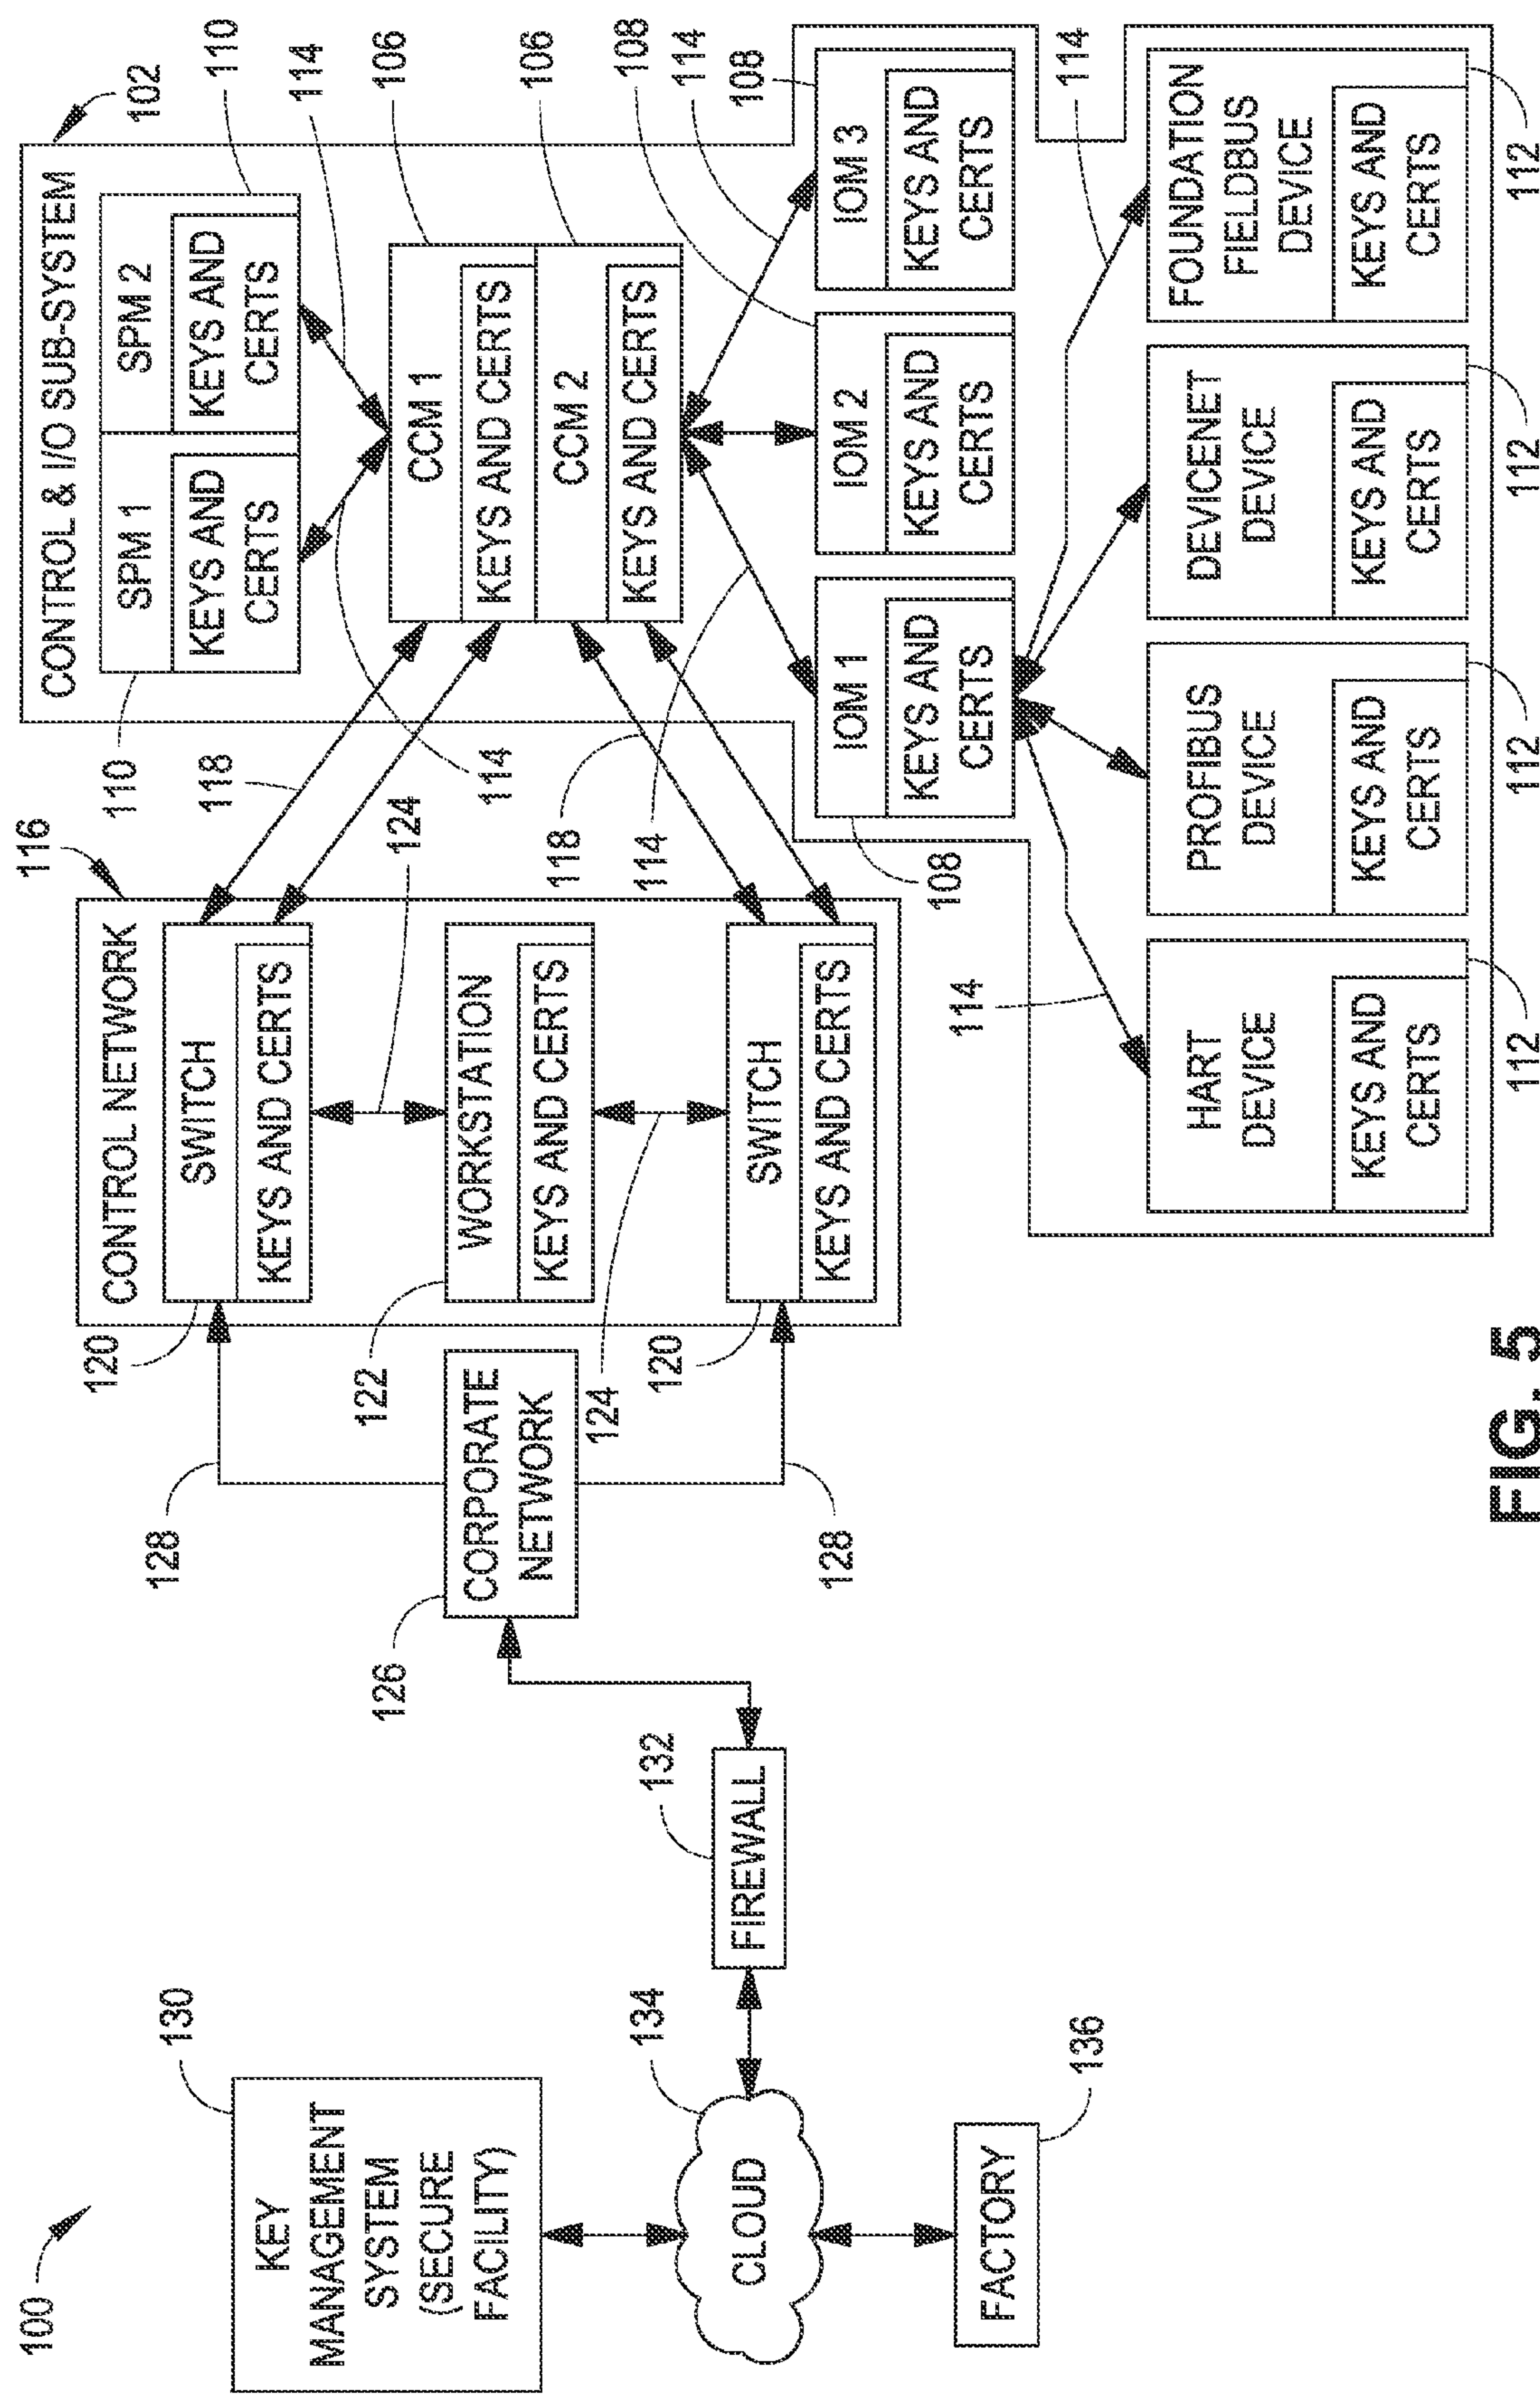 100
KEY
MANAGEMENT
SYSTEM
(SECURE
FACILITY)
130
CLOUD
134
FACTORY
136
FIREWALL
132
CORPORATE
NETWORK
126
128
128
116
CONTROL NETWORK
SWITCH
KEYS AND CERTS
120
124
WORKSTATION
KEYS AND CERTS
122
124
SWITCH
KEYS AND CERTS
120
118
118
102
CONTROL & I/O SUB-SYSTEM
SPM 1
KEYS AND
CERTS
110
SPM 2
KEYS AND
CERTS
110
114
114
CCM 1
KEYS AND CERTS
106
CCM 2
KEYS AND CERTS
106
114
114
IOM 1
KEYS AND
CERTS
108
IOM 2
KEYS AND
CERTS
108
IOM 3
KEYS AND
CERTS
108
114
114
HART
DEVICE
KEYS AND
CERTS
112
PROFIBUS
DEVICE
KEYS AND
CERTS
112
DEVICENET
DEVICE
KEYS AND
CERTS
112
FOUNDATION
FIELDBUS
DEVICE
KEYS AND
CERTS
112
FIG. 5